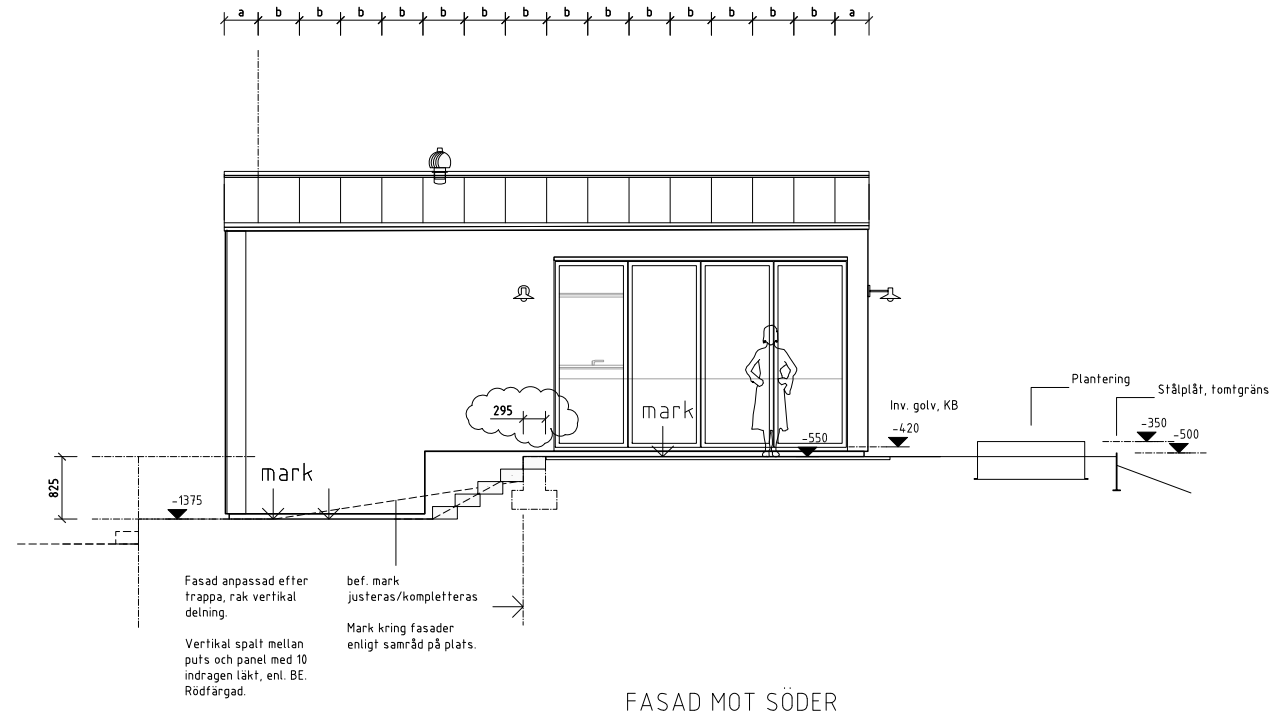 a b b b b b b b b b b b b b b a
Plantering
Stålplåt, tomtgräns
295
mark
Inv. golv, KB
-420
-350
-500
-550
mark
825
-1375
Fasad anpassad efter
trappa, rak vertikal
delning.
Vertikal spalt mellan
puts och panel med 10
indragen läkt, enl. BE.
Rödfärgad.
bef. mark
justeras/kompletteras
Mark kring fasader
enligt samråd på plats.
FASAD MOT SÖDER